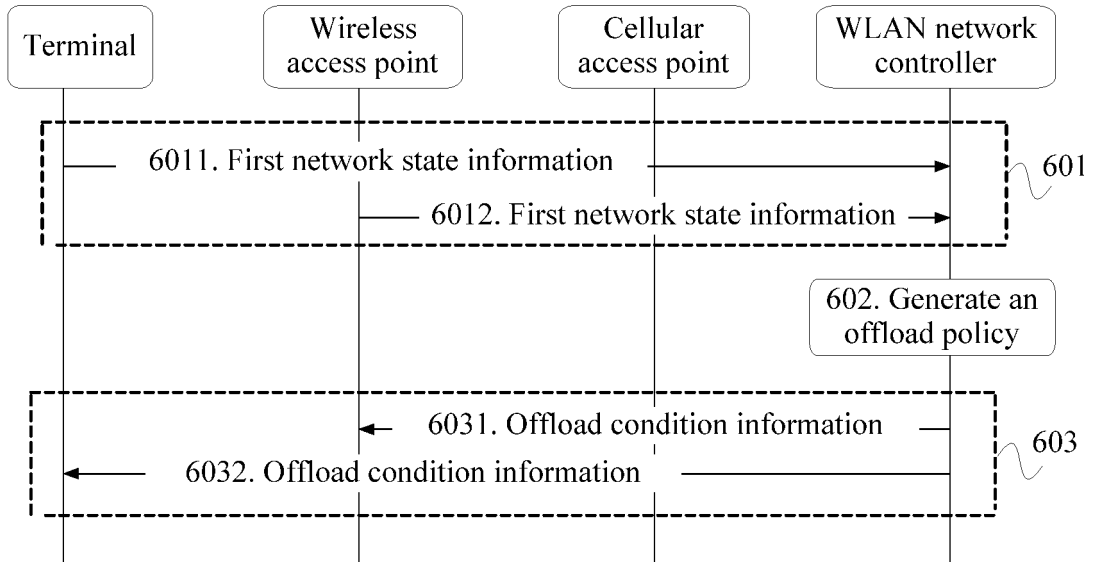 Terminal
Wireless
access point
Cellular
access point
WLAN network
controller
6011. First network state information
601
6012. First network state information
602. Generate an
offload policy
6031. Offload condition information
603
6032. Offload condition information